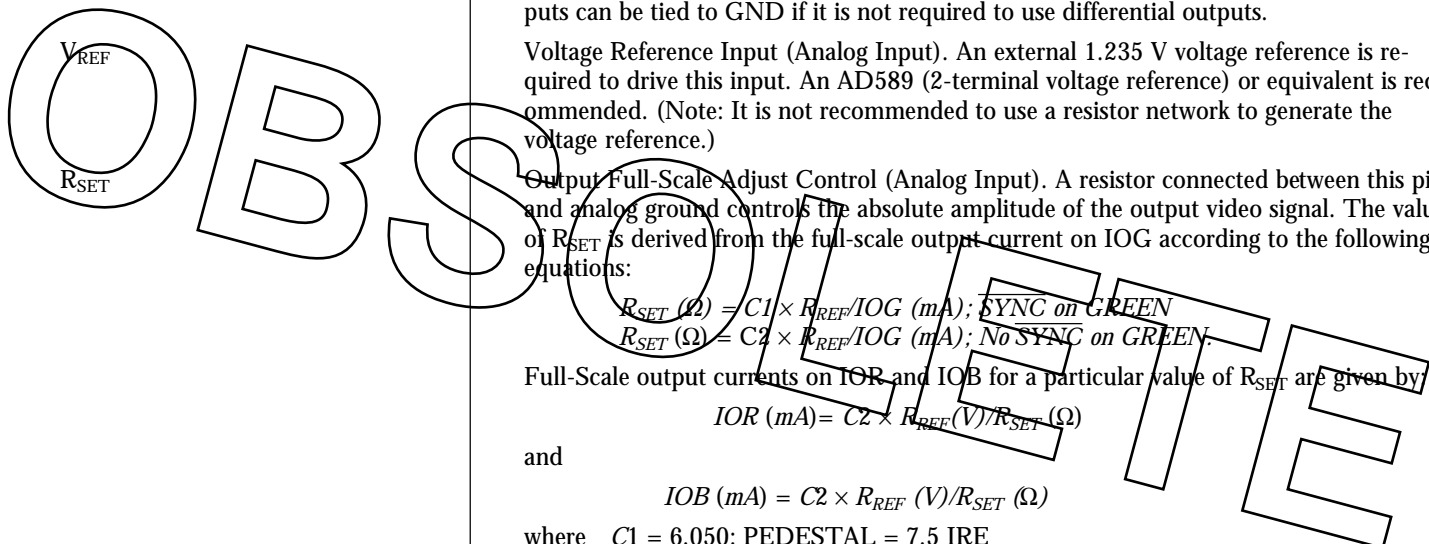 puts can be tied to GND if it is not required to use differential outputs.
V_REF
Voltage Reference Input (Analog Input). An external 1.235 V voltage reference is re-
quired to drive this input. An AD589 (2-terminal voltage reference) or equivalent is rec
ommended. (Note: It is not recommended to use a resistor network to generate the
voltage reference.)
R_SET
Output Full-Scale Adjust Control (Analog Input). A resistor connected between this pi
and analog ground controls the absolute amplitude of the output video signal. The valu
of R_SET is derived from the full-scale output current on IOG according to the following
equations:
R_SET (Ω) = C1 × R_REF/IOG (mA); S̅Y̅N̅C̅ on GREEN
R_SET (Ω) = C2 × R_REF/IOG (mA); No S̅Y̅N̅C̅ on GREEN.
Full-Scale output currents on IOR and IOB for a particular value of R_SET are given by:
IOR (mA)= C2 × R_REF(V)/R_SET (Ω)
and
IOB (mA) = C2 × R_REF (V)/R_SET (Ω)
where C1 = 6.050: PEDESTAL = 7.5 IRE
OBSOLETE